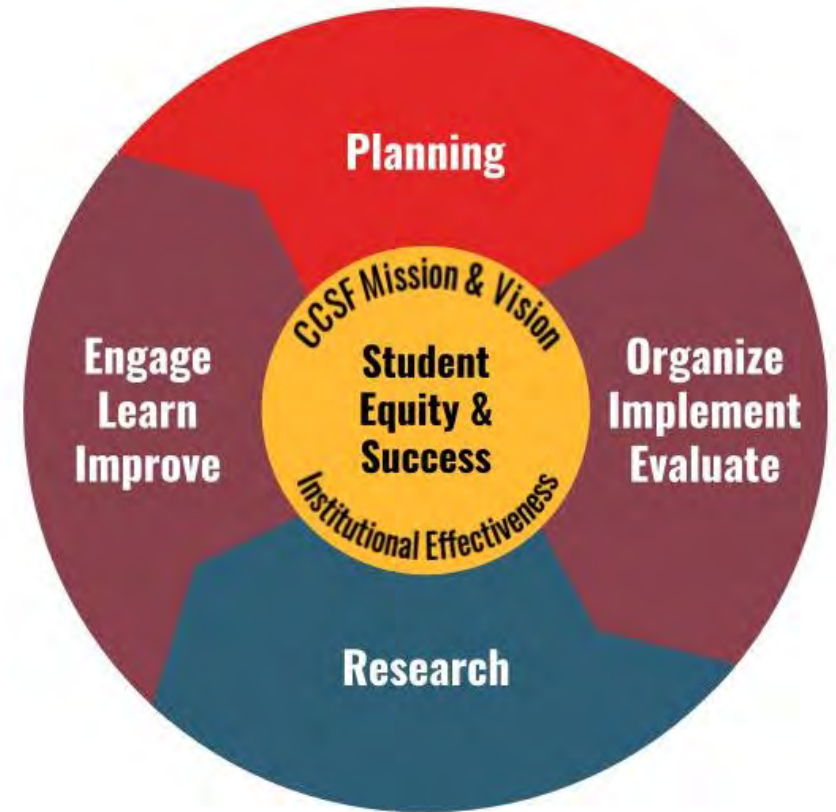 Planning
CCSF Mission & Vision
Student
Equity &
Success
Institutional Effectiveness
Engage
Learn
Improve
Organize
Implement
Evaluate
Research